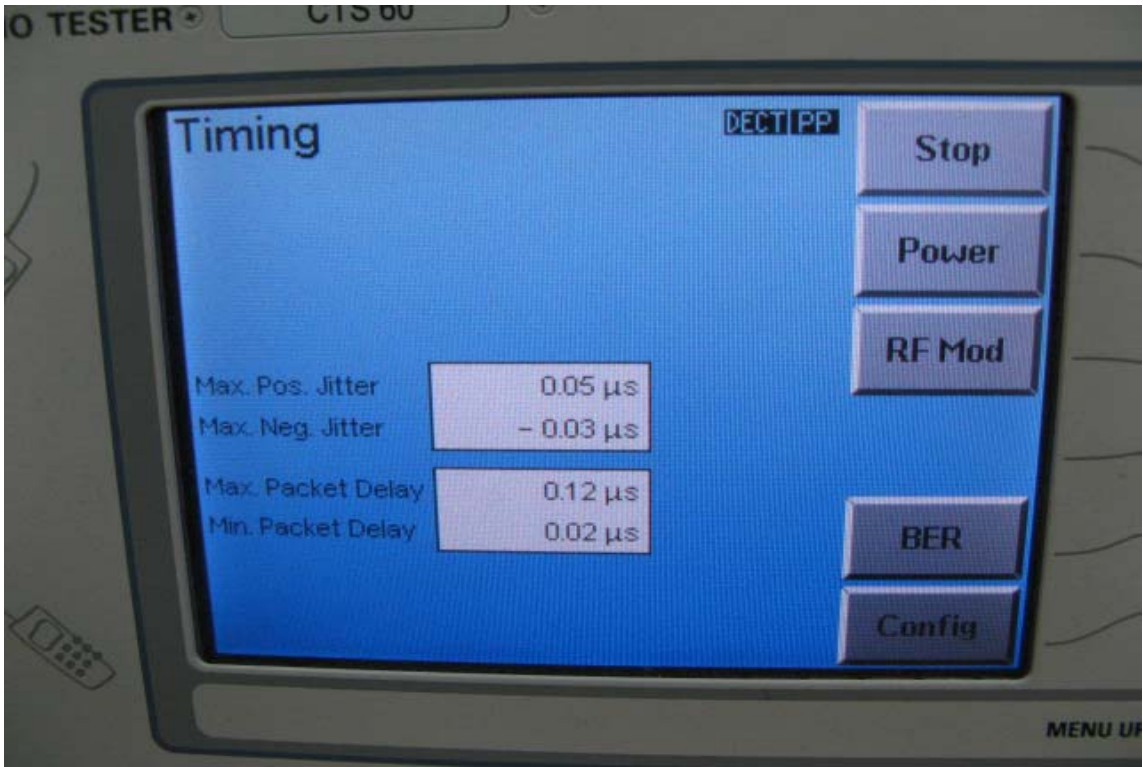 O TESTER
CTS 60
Timing
DECT PP
Stop
Power
RF Mod
Max. Pos. Jitter 0.05 µs
Max. Neg. Jitter - 0.03 µs
Max. Packet Delay 0.12 µs
Min. Packet Delay 0.02 µs
BER
Config
MENU UP